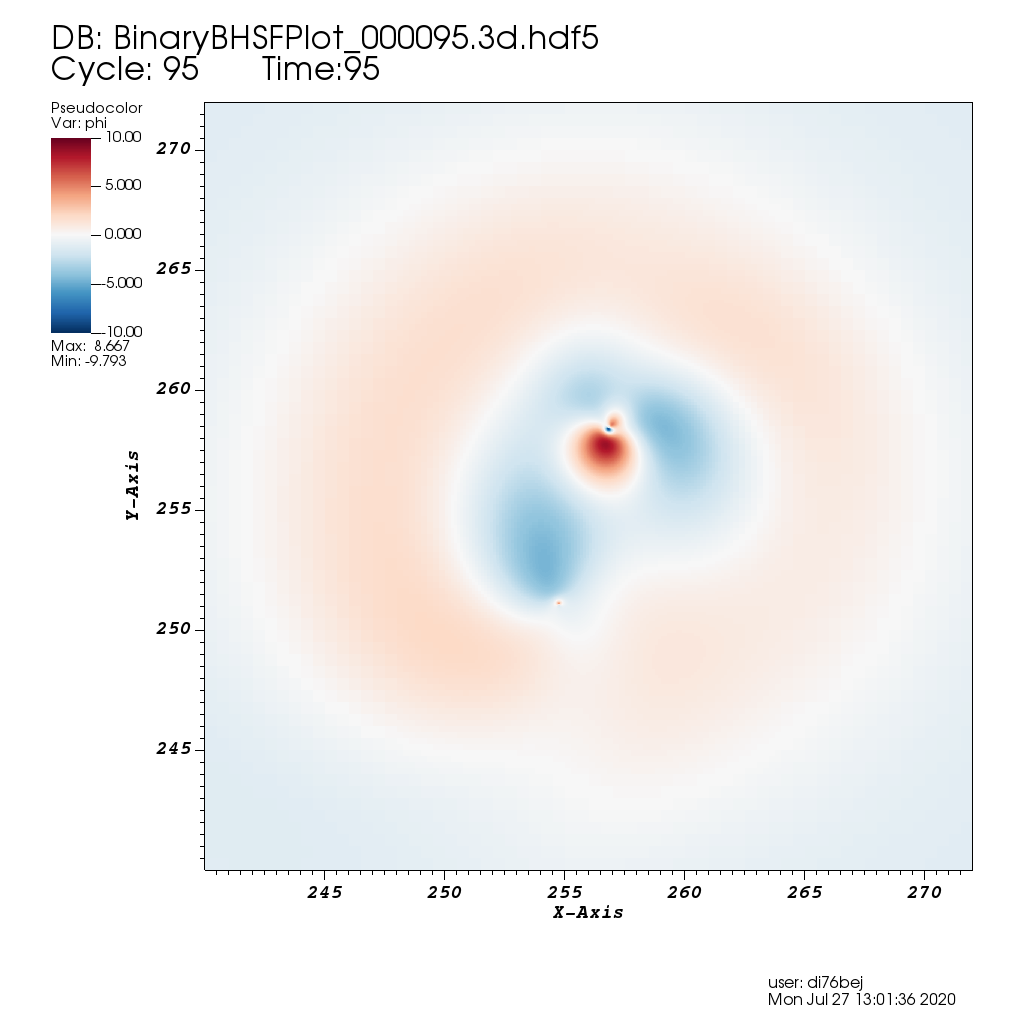 DB: BinaryBHSFPlot_000095.3d.hdf5
Cycle: 95 Time:95
Pseudocolor
Var: phi
10.00
5.000
0.000
-5.000
-10.00
Max: 8.667
Min: -9.793
270
265
260
255
250
245
Y-Axis
245 250 255 260 265 270
X-Axis
user: di76bej
Mon Jul 27 13:01:36 2020